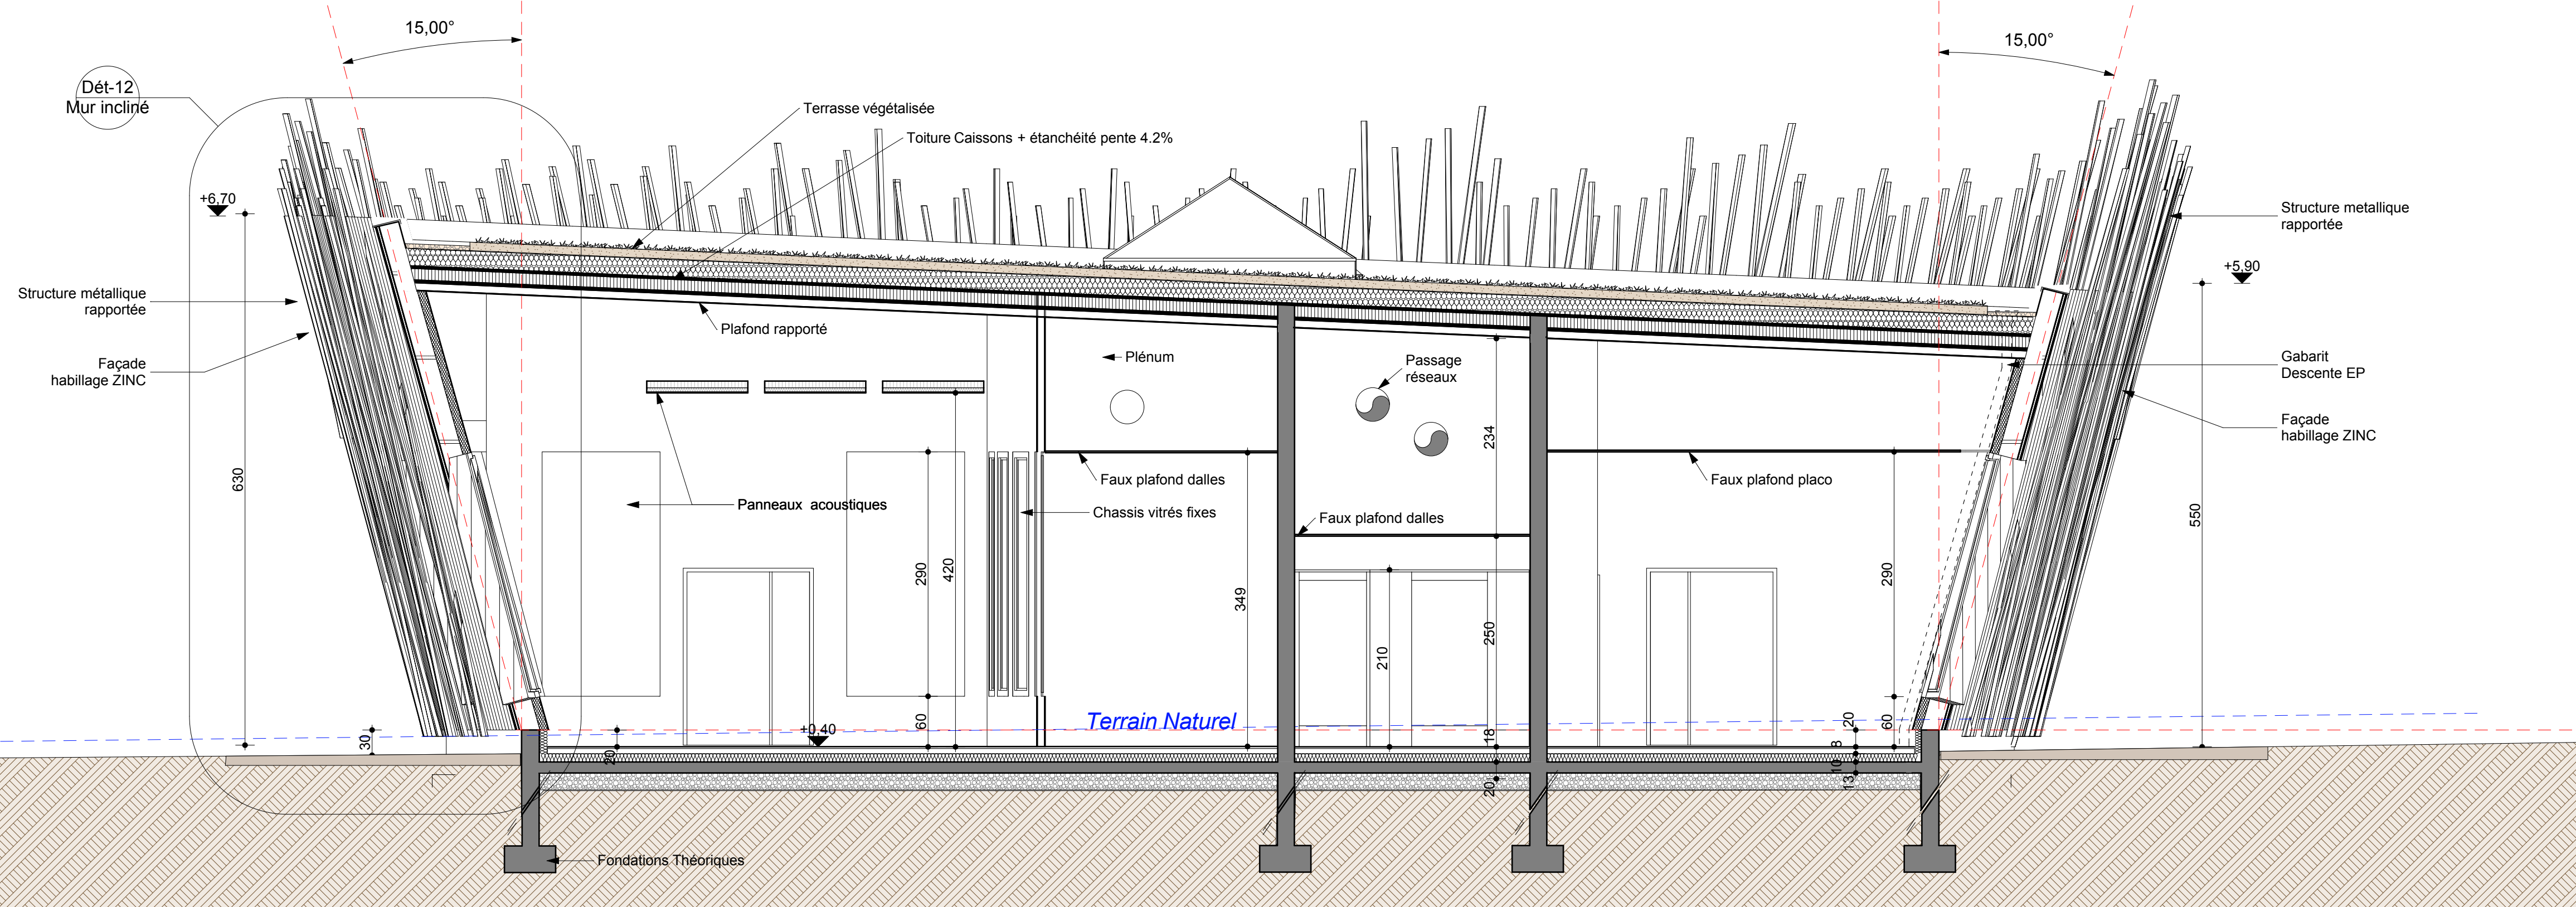 15,00°
15,00°
Dét-12
Mur incliné
Terrasse végétalisée
Toiture Caissons + étanchéité pente 4.2%
+6,70
Structure metallique
rapportée
+5,90
Structure métallique
rapportée
Plafond rapporté
Plénum
Passage
réseaux
Gabarit
Descente EP
Façade
habillage ZINC
Façade
habillage ZINC
234
630
Faux plafond dalles
Faux plafond placo
Panneaux acoustiques
Chassis vitrés fixes
Faux plafond dalles
550
290
420
349
210
250
290
60
Terrain Naturel
+0,40
30
20
18
20
60
20
8
10
13
Fondations Théoriques